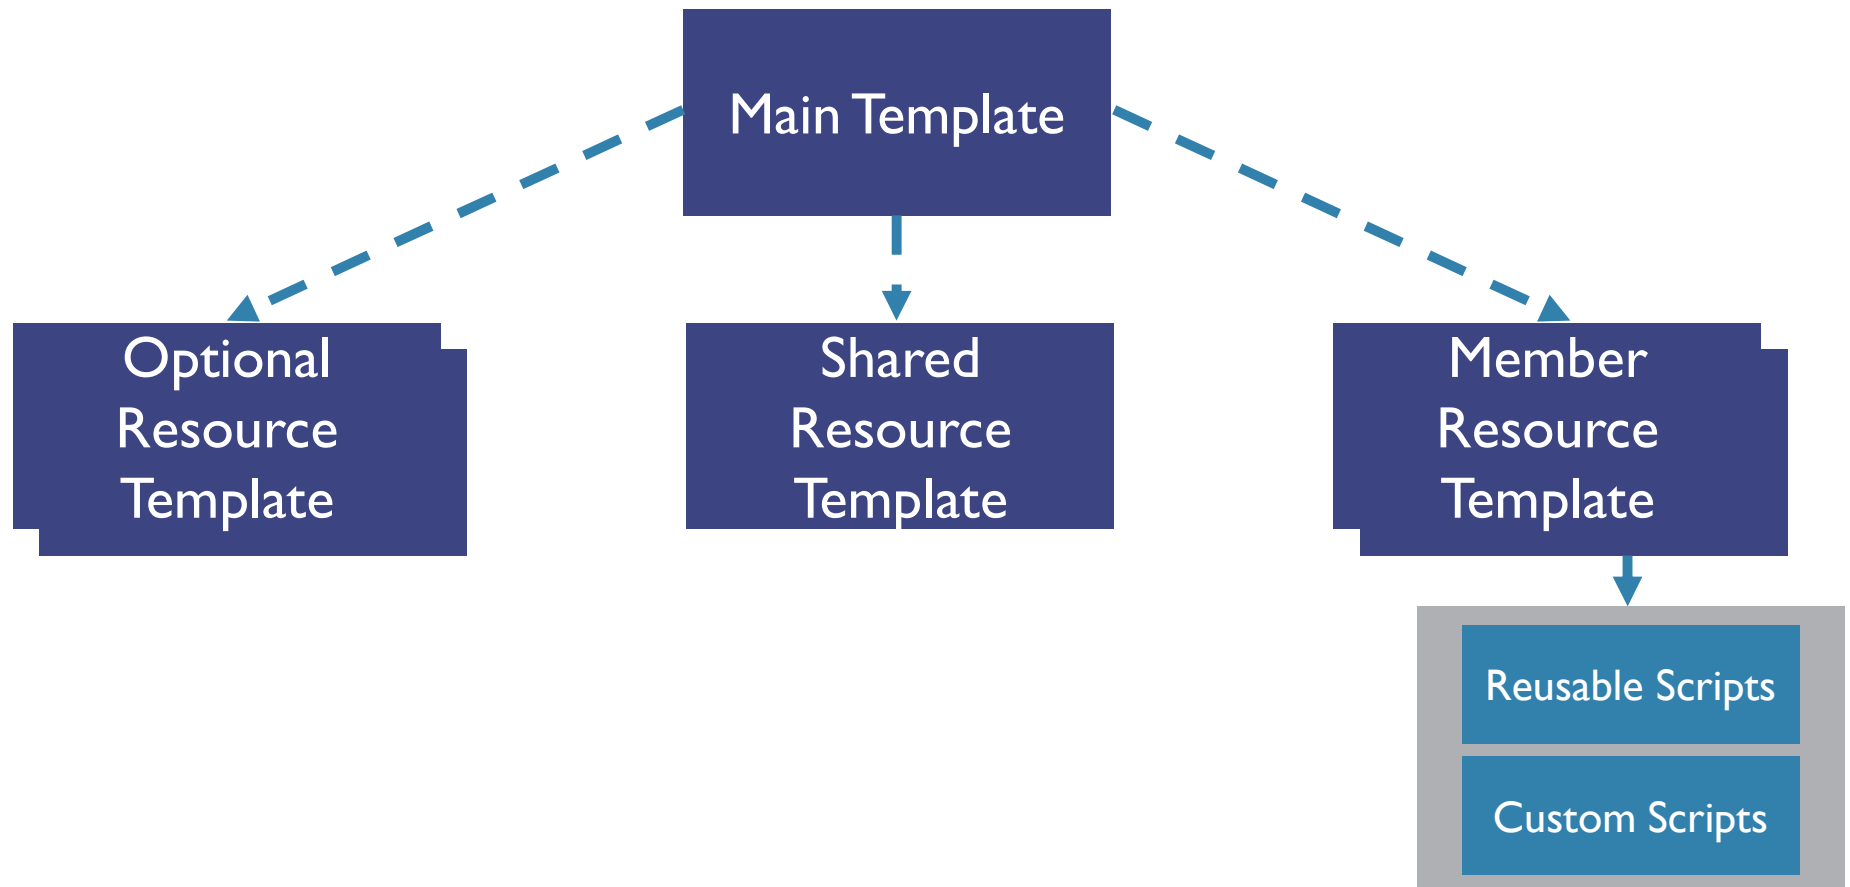 Main Template
Optional
Resource
Template
Shared
Resource
Template
Member
Resource
Template
Reusable Scripts
Custom Scripts